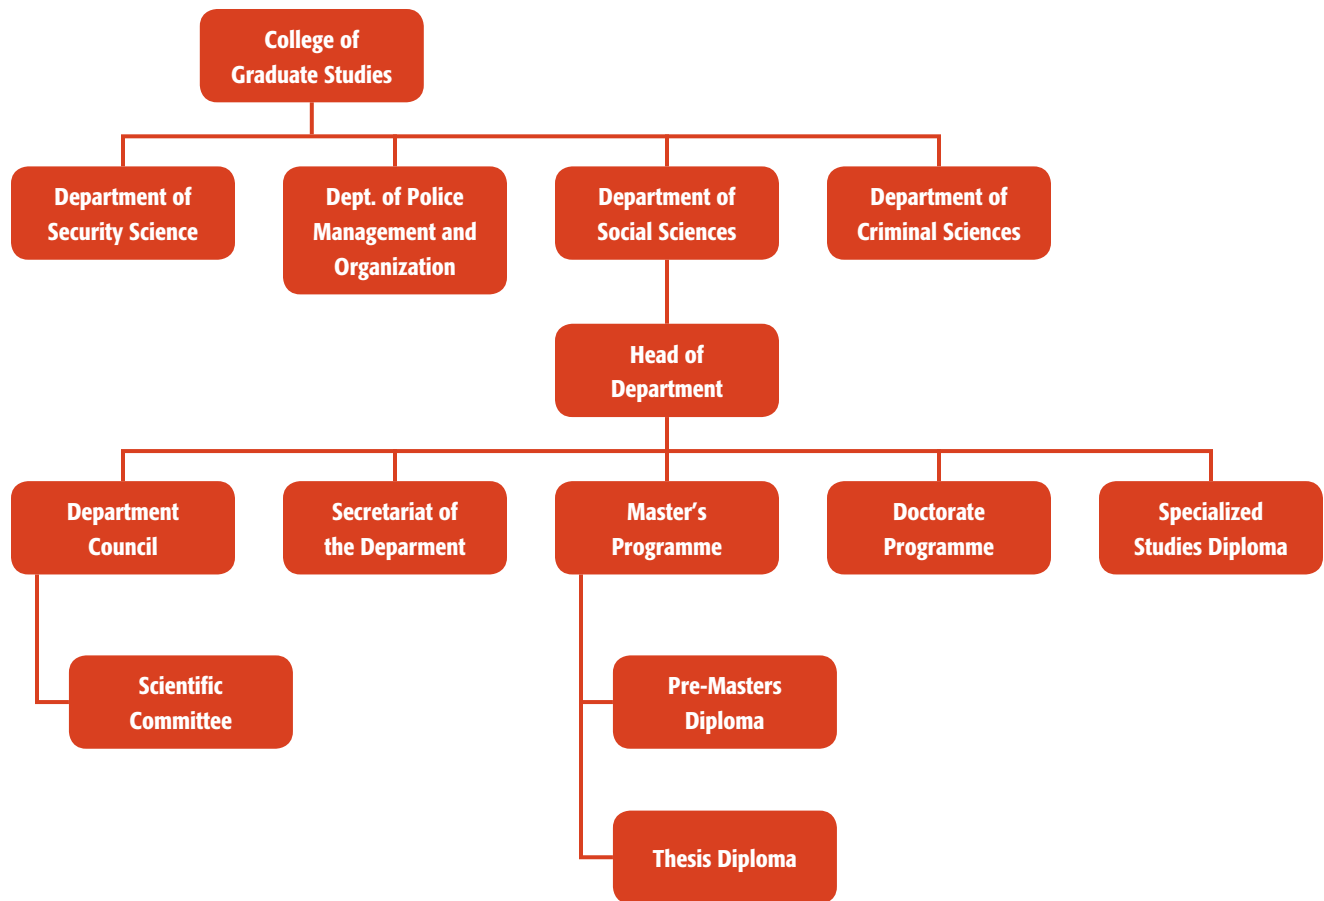 College of
Graduate Studies
Department of
Security Science
Dept. of Police
Management and
Organization
Department of
Social Sciences
Department of
Criminal Sciences
Head of
Department
Department
Council
Secretariat of
the Deparment
Master’s
Programme
Doctorate
Programme
Specialized
Studies Diploma
Scientific
Committee
Pre-Masters
Diploma
Thesis Diploma